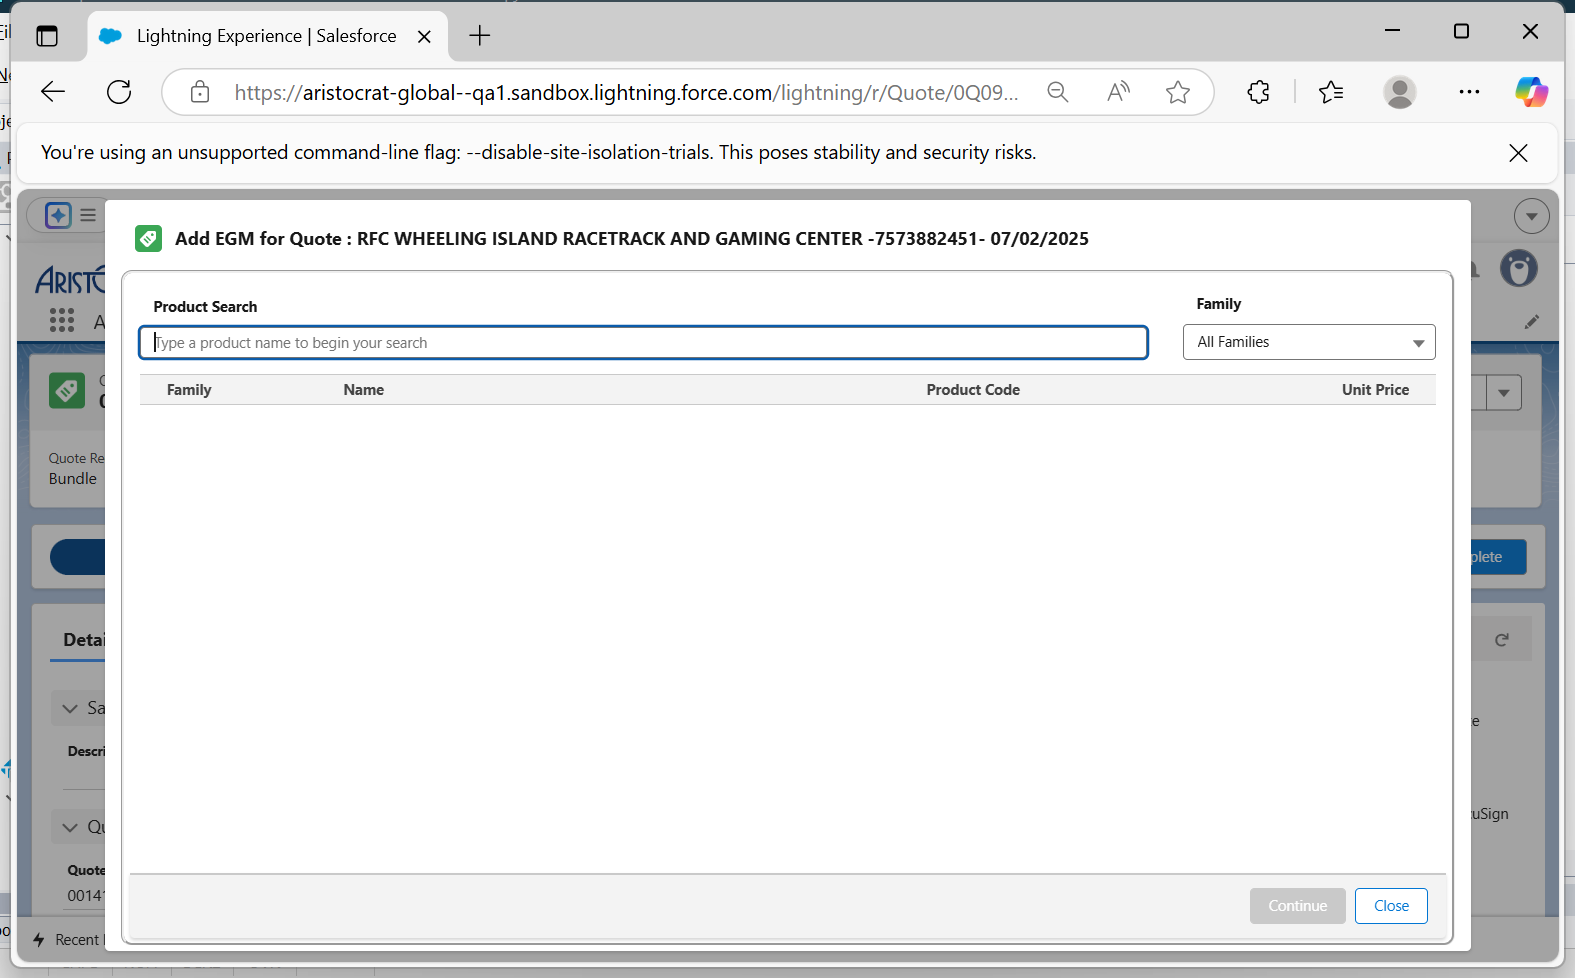 Lightning Experience | Salesforce
https://aristocrat-global--qa1.sandbox.lightning.force.com/lightning/r/Quote/0Q09...
You're using an unsupported command-line flag: --disable-site-isolation-trials. This poses stability and security risks.
Add EGM for Quote : RFC WHEELING ISLAND RACETRACK AND GAMING CENTER -7573882451- 07/02/2025
Product Search
Family
Type a product name to begin your search
All Families
Family Name Product Code Unit Price
Quote Re
Bundle
plete
Detai
Sa
Descri
Qu
Quote
0014
uSign
Continue
Close
Recent